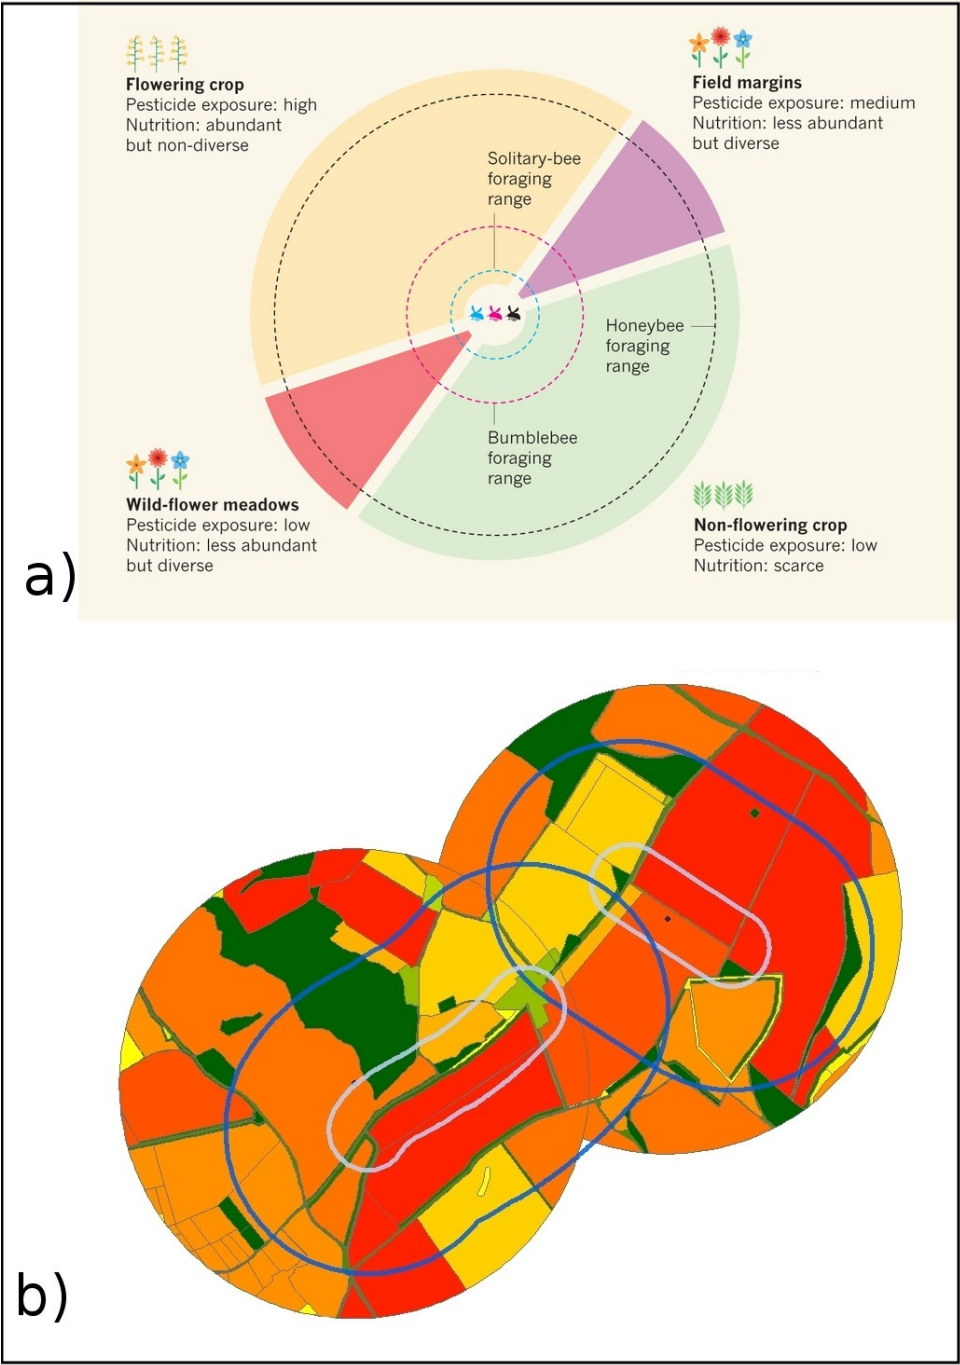 Flowering crop
Pesticide exposure: high
Nutrition: abundant
but non-diverse
Field margins
Pesticide exposure: medium
Nutrition: less abundant
but diverse
Solitary-bee
foraging
range
Honeybee
foraging
range
Bumblebee
foraging
range
Wild-flower meadows
Pesticide exposure: low
Nutrition: less abundant
but diverse
Non-flowering crop
Pesticide exposure: low
Nutrition: scarce
a)
b)